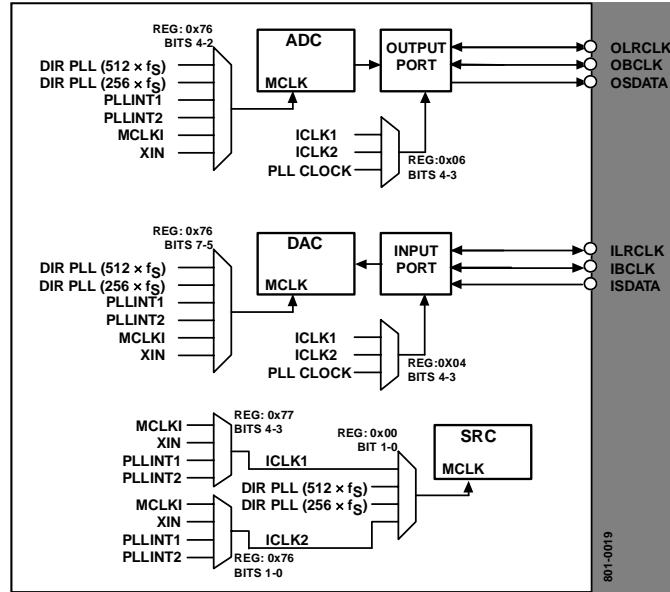 REG: 0x76
BITS 4-2
DIR PLL (512 × fS)
DIR PLL (256 × fS)
PLLINT1
PLLINT2
MCLKI
XIN
ADC
MCLK
OUTPUT
PORT
ICLK1
ICLK2
PLL CLOCK
REG:0x06
BITS 4-3
OLRCLK
OBCLK
OSDATA
REG: 0x76
BITS 7-5
DIR PLL (512 × fS)
DIR PLL (256 × fS)
PLLINT1
PLLINT2
MCLKI
XIN
DAC
MCLK
INPUT
PORT
ICLK1
ICLK2
PLL CLOCK
REG:0X04
BITS 4-3
ILRCLK
IBCLK
ISDATA
MCLKI
XIN
PLLINT1
PLLINT2
REG: 0x77
BITS 4-3
ICLK1
MCLKI
XIN
PLLINT1
PLLINT2
ICLK2
REG: 0x76
BITS 1-0
REG: 0x00
BIT 1-0
DIR PLL (512 × fS)
DIR PLL (256 × fS)
SRC
MCLK
801-0019